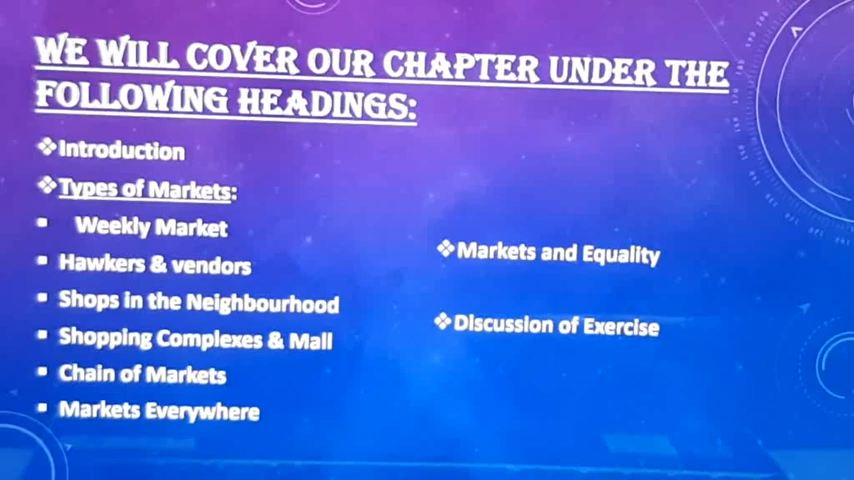 WE WILL COVER OUR CHAPTER UNDER THE
FOLLOWING HEADINGS:
❖Introduction
❖Types of Markets:
▪ Weekly Market
▪ Hawkers & vendors
▪ Shops in the Neighbourhood
▪ Shopping Complexes & Mall
▪ Chain of Markets
▪ Markets Everywhere
❖Markets and Equality
❖Discussion of Exercise